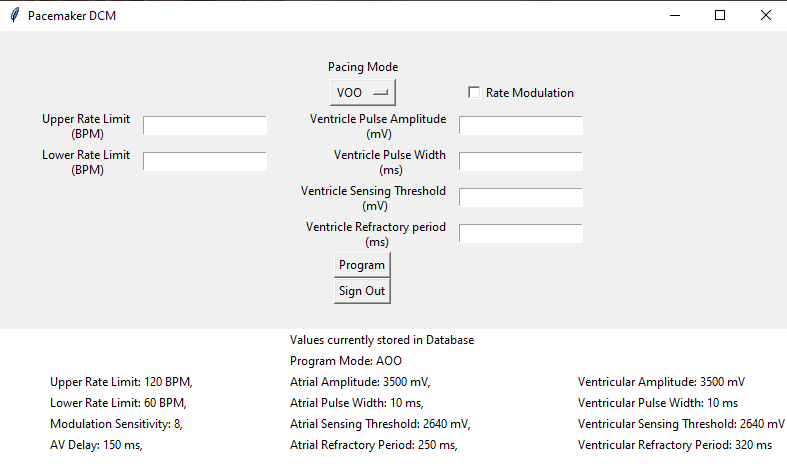 Pacemaker DCM
Pacing Mode
VOO
Rate Modulation
Upper Rate Limit
(BPM)
Ventricle Pulse Amplitude
(mV)
Lower Rate Limit
(BPM)
Ventricle Pulse Width
(ms)
Ventricle Sensing Threshold
(mV)
Ventricle Refractory period
(ms)
Program
Sign Out
Values currently stored in Database
Program Mode: AOO
Upper Rate Limit: 120 BPM, Atrial Amplitude: 3500 mV, Ventricular Amplitude: 3500 mV
Lower Rate Limit: 60 BPM, Atrial Pulse Width: 10 ms, Ventricular Pulse Width: 10 ms
Modulation Sensitivity: 8, Atrial Sensing Threshold: 2640 mV, Ventricular Sensing Threshold: 2640 mV
AV Delay: 150 ms, Atrial Refractory Period: 250 ms, Ventricular Refractory Period: 320 ms